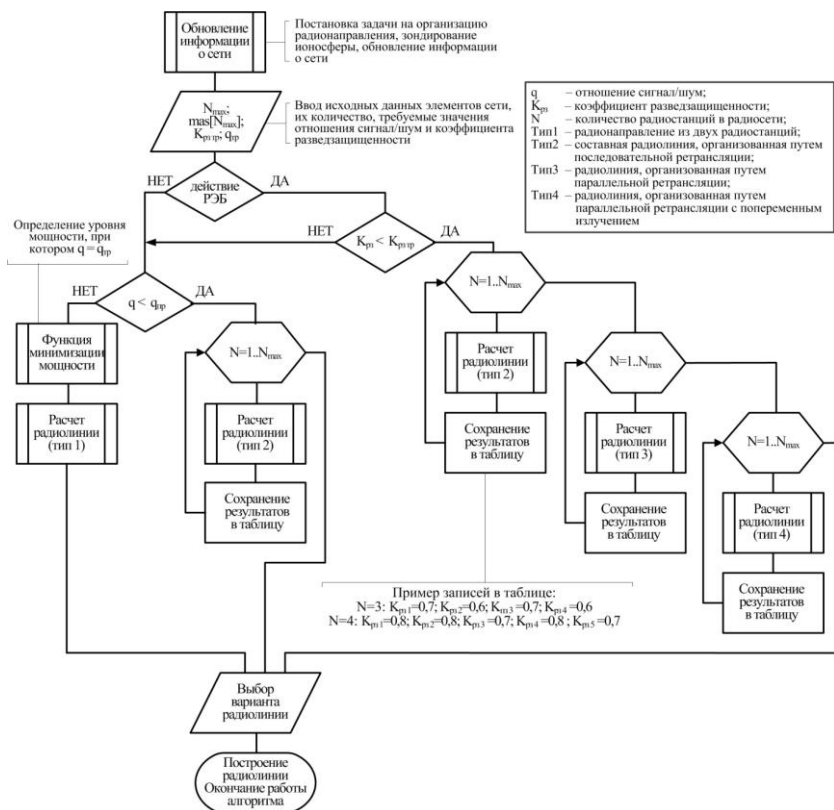 Обновление
информации
о сети
Постановка задачи на организацию
радионаправления, зондирование
ионосферы, обновление информации
о сети
N_max;
mas[N_max];
K_рз тр; q_тр
Ввод исходных данных элементов сети,
их количество, требуемые значения
отношения сигнал/шум и коэффициента
разведзащищенности
q – отношение сигнал/шум;
K_рз – коэффициент разведзащищенности;
N – количество радиостанций в радиосети;
Тип1 – радионаправление из двух радиостанций;
Тип2 – составная радиолиния, организованная путем
последовательной ретрансляции;
Тип3 – радиолиния, организованная путем
параллельной ретрансляции;
Тип4 – радиолиния, организованная путем
параллельной ретрансляции с попеременным
излучением
НЕТ
действие
РЭБ
ДА
НЕТ
K_рз < K_рз тр
ДА
Определение уровня
мощности, при
котором q = q_тр
НЕТ
q < q_тр
ДА
N=1..N_max
Функция
минимизации
мощности
N=1..N_max
Расчет
радиолинии
(тип 2)
N=1..N_max
Расчет
радиолинии
(тип 1)
Расчет
радиолинии
(тип 2)
Сохранение
результатов
в таблицу
Расчет
радиолинии
(тип 3)
N=1..N_max
Сохранение
результатов
в таблицу
Сохранение
результатов
в таблицу
Расчет
радиолинии
(тип 4)
Сохранение
результатов
в таблицу
Пример записей в таблице:
N=3: K_рз1=0,7; K_рз2=0,6; K_рз3=0,7; K_рз4=0,6
N=4: K_рз1=0,8; K_рз2=0,8; K_рз3=0,7; K_рз4=0,8 ; K_рз5=0,7
Выбор
варианта
радиолинии
Построение
радиолинии
Окончание работы
алгоритма